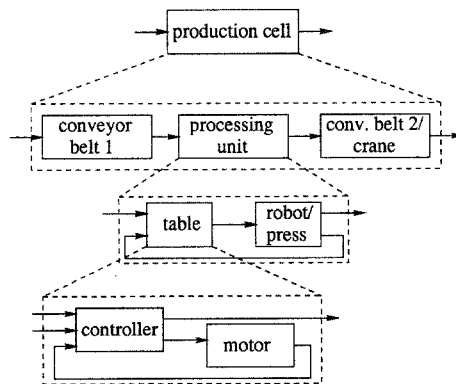 production cell
conveyor
belt 1
processing
unit
conv. belt 2/
crane
table
robot/
press
controller
motor